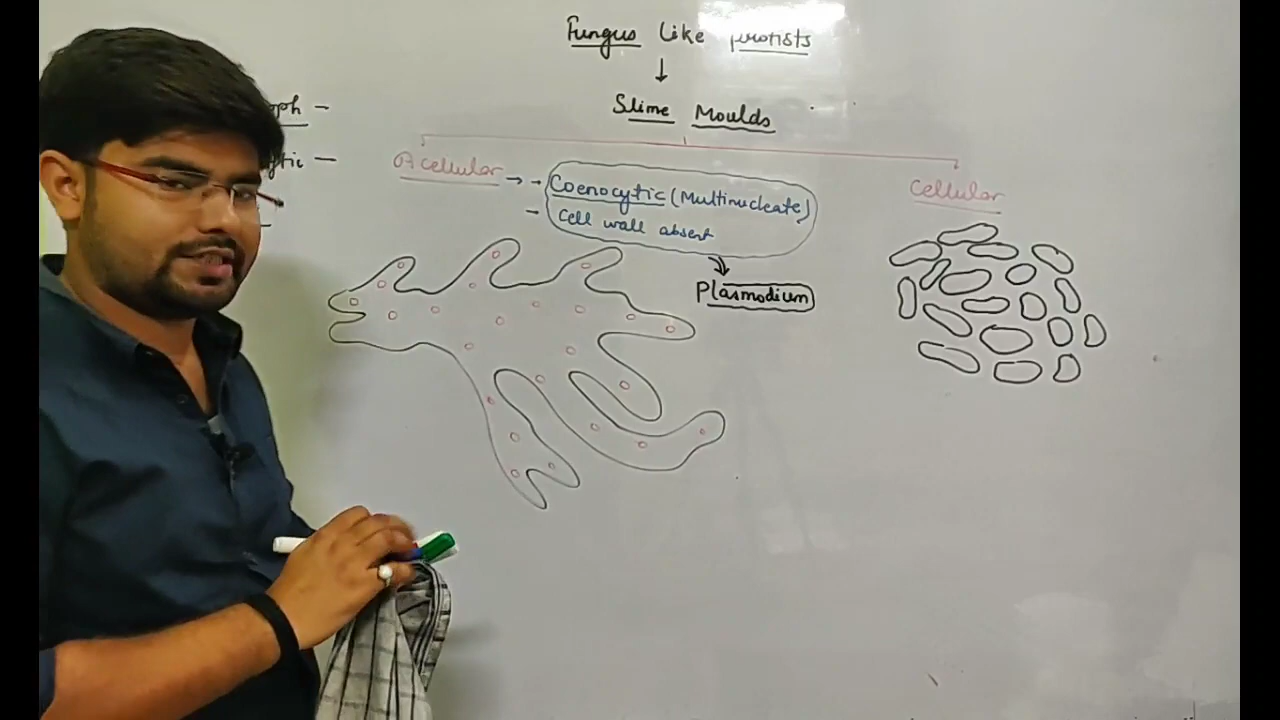 Fungus like protists
↓
Slime Moulds
Acellular → - Coenocytic (Multinucleate)
- Cell wall absent
Plasmodium
Cellular